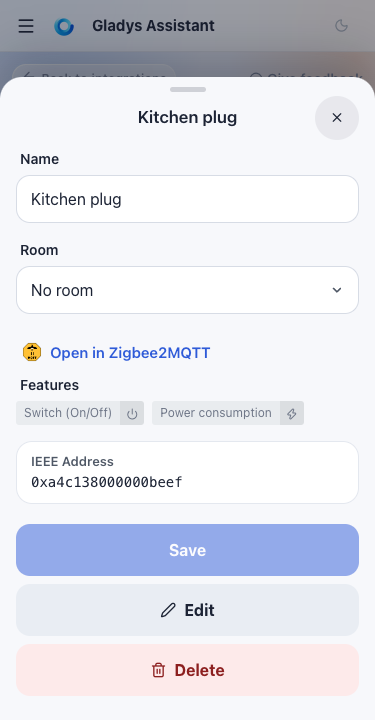 Gladys Assistant
Back to integrations
Give feedback
Kitchen plug
Name
Kitchen plug
Room
No room
Open in Zigbee2MQTT
Features
Switch (On/Off)
Power consumption
IEEE Address
0xa4c138000000beef
Save
Edit
Delete